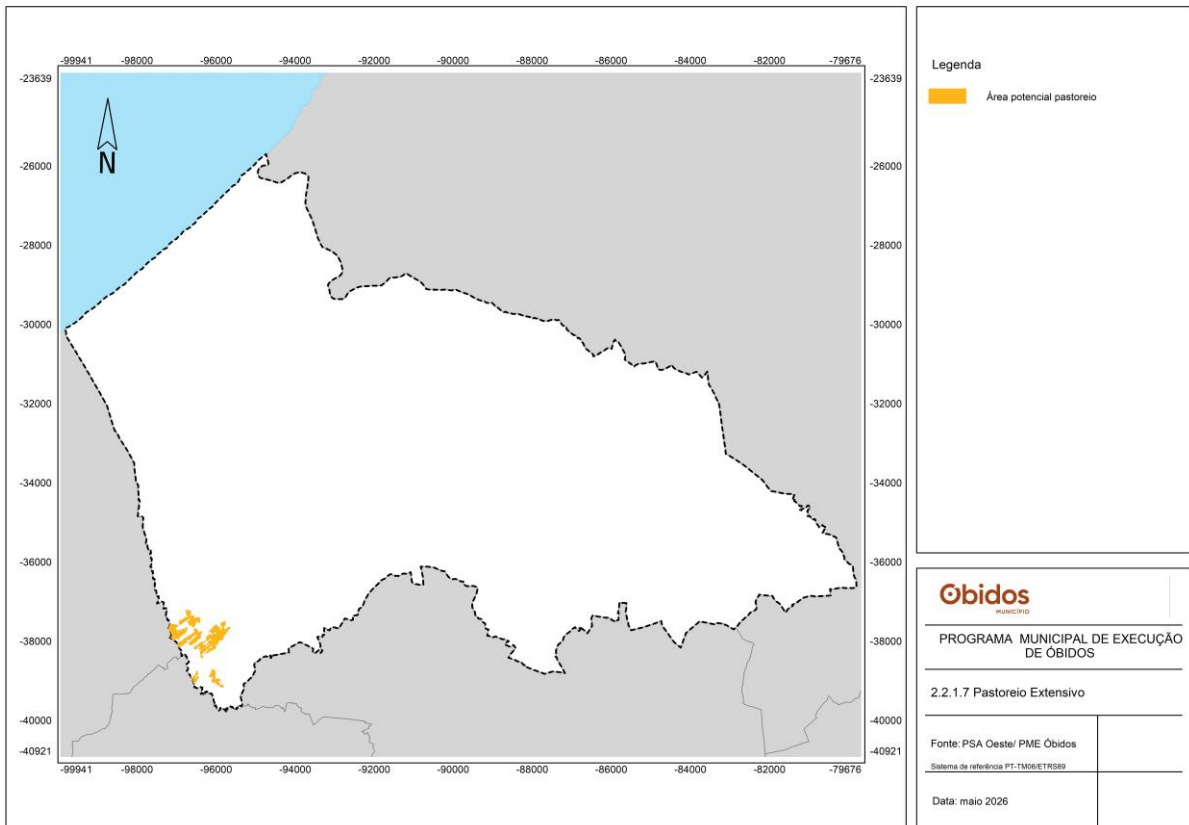 -99941 -98000 -96000 -94000 -92000 -90000 -88000 -86000 -84000 -82000 -79676
-23639 -23639
-26000 -26000
-28000 -28000
-30000 -30000
-32000 -32000
-34000 -34000
-36000 -36000
-38000 -38000
-40000 -40000
-40921 -40921
-99941 -98000 -96000 -94000 -92000 -90000 -88000 -86000 -84000 -82000 -79676
N
Legenda
Área potencial pastoreio
Óbidos
MUNICÍPIO
PROGRAMA MUNICIPAL DE EXECUÇÃO
DE ÓBIDOS
2.2.1.7 Pastoreio Extensivo
Fonte: PSA Oeste/ PME Óbidos
Sistema de referência PT-TM06/ETRS89
Data: maio 2026